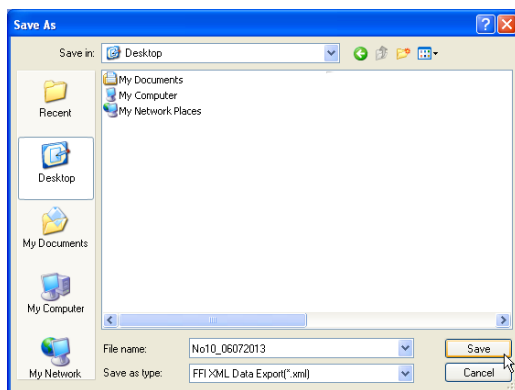 Save As
Save in: Desktop
My Documents
My Computer
My Network Places
Recent
Desktop
My Documents
My Computer
My Network
File name: No10_06072013 Save
Save as type: FFI XML Data Export(*.xml) Cancel